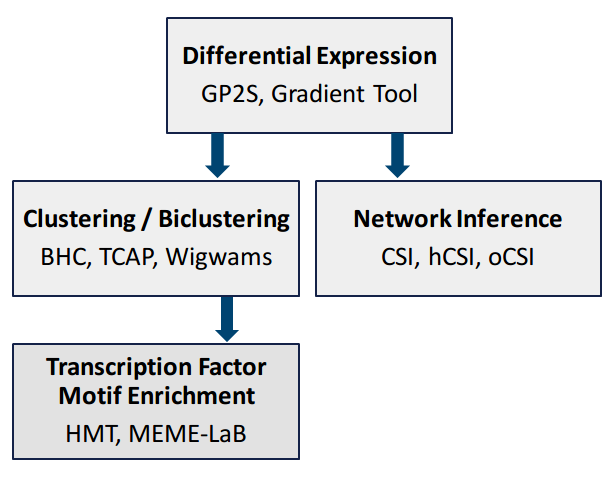 Differential Expression
GP2S, Gradient Tool
Clustering / Biclustering
BHC, TCAP, Wigwams
Network Inference
CSI, hCSI, oCSI
Transcription Factor
Motif Enrichment
HMT, MEME-LaB